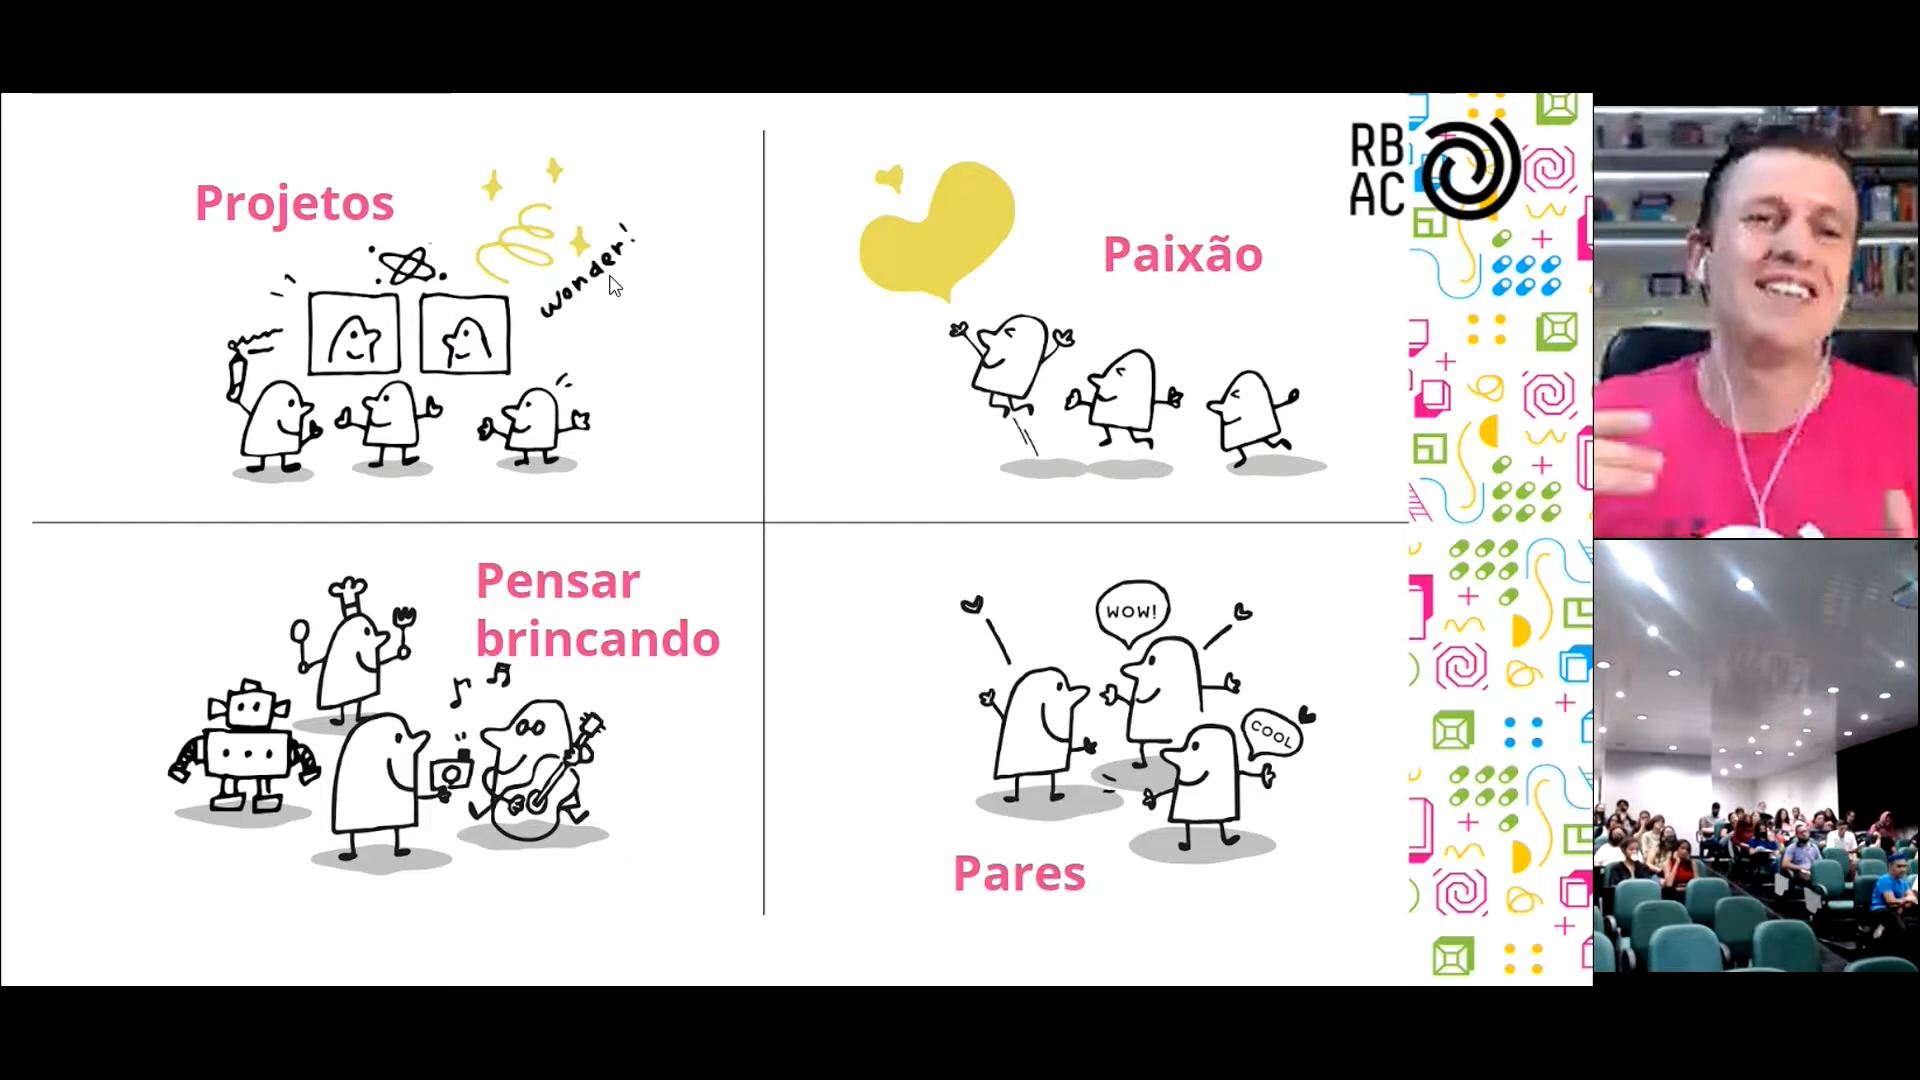 Projetos
wonder!
Paixão
RB
AC
Pensar
brincando
WOW!
COOL
Pares